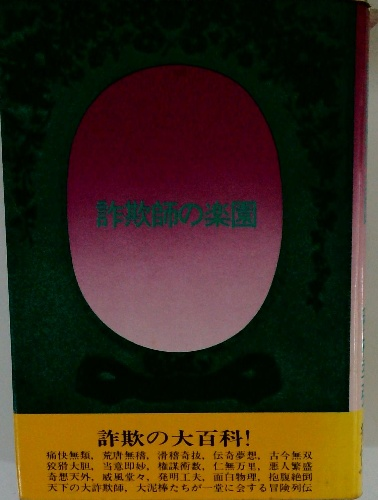 詐欺師の楽園
詐欺の大百科!
痛快無類，荒唐無稽，滑稽奇抜，伝奇夢想，古今無双
狡猾大胆，当意即妙，権謀術数，仁無万里，悪人繁盛
奇想天外，威風堂々，発明工夫，面白物理，抱腹絶倒
天下の大詐欺師，大泥棒たちが一堂に会する冒険列伝